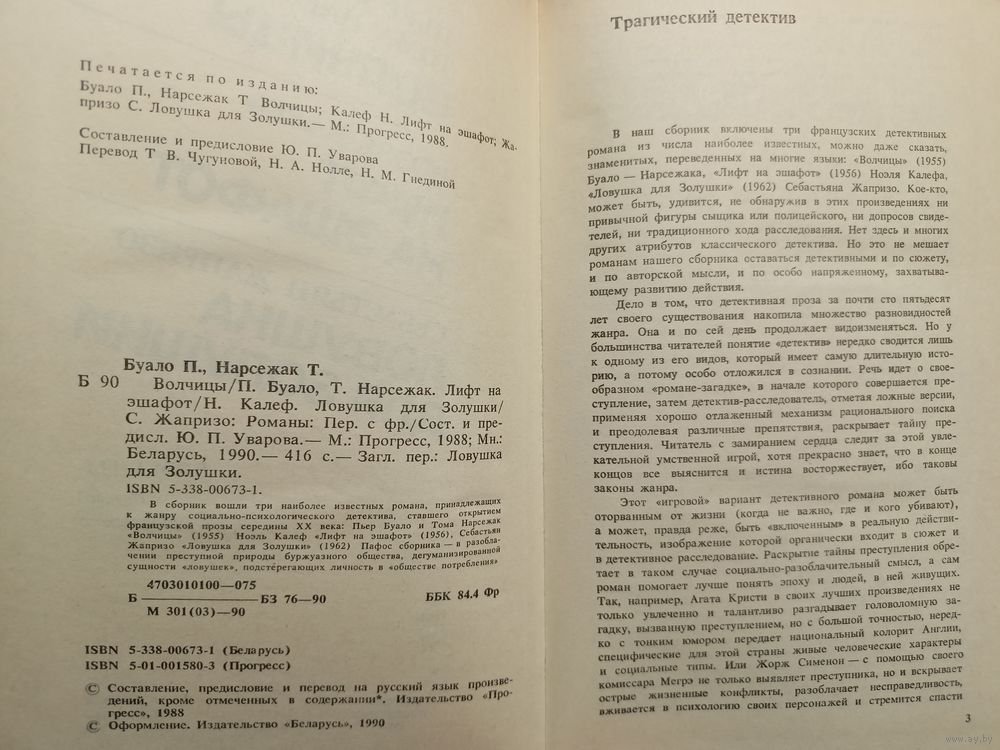 Печатается по изданию:
Буало П., Нарсежак Т Волчицы; Калеф Н. Лифт на эшафот; Жа-
призо С. Ловушка для Золушки.— М.: Прогресс, 1988.
Составление и предисловие Ю. П. Уварова
Перевод Т В. Чугуновой, Н. А. Нолле, Н. М. Гнединой
Буало П., Нарсежак Т.
Б 90
Волчицы/П. Буало, Т. Нарсежак. Лифт на
эшафот/Н. Калеф. Ловушка для Золушки/
С. Жапризо: Романы: Пер. с фр./Сост. и пре-
дисл. Ю. П. Уварова.— М.: Прогресс, 1988; Мн.:
Беларусь, 1990.— 416 с.— Загл. пер.: Ловушка
для Золушки.
ISBN 5-338-00673-1.
В сборник вошли три наиболее известных романа, принадлежащих
к жанру социально-психологического детектива, ставшего открытием
французской прозы середины XX века: Пьер Буало и Тома Нарсежак
«Волчицы» (1955) Ноэль Калеф «Лифт на эшафот» (1956), Себастьян
Жапризо «Ловушка для Золушки» (1962) Пафос сборника — в разобла-
чении преступной природы буржуазного общества, дегуманизированной
сущности «ловушек», подстёрегающих личность в «обществе потребления»
4703010100—075
Б ——— БЗ 76—90
М 301(03)—90
ББК 84.4 Фр
ISBN 5-338-00673-1 (Беларусь)
ISBN 5-01-001580-3 (Прогресс)
© Составление, предисловие и перевод на русский язык произве-
дений, кроме отмеченных в содержании*. Издательство «Про-
гресс», 1988
© Оформление. Издательство «Беларусь», 1990
Трагический детектив
В наш сборник включены три французских детективных
романа из числа наиболее известных, можно даже сказать,
знаменитых, переведенных на многие языки: «Волчицы» (1955)
Буало — Нарсежака, «Лифт на эшафот» (1956) Ноэля Калефа,
«Ловушка для Золушки» (1962) Себастьяна Жапризо. Кое-кто,
может быть, удивится, не обнаружив в этих произведениях ни
привычной фигуры сыщика или полицейского, ни допросов свиде-
телей, ни традиционного хода расследования. Нет здесь и многих
других атрибутов классического детектива. Но это не мешает
романам нашего сборника оставаться детективными и по сюжету,
и по авторской мысли, и по особо напряженному, захватыва-
ющему развитию действия.
Дело в том, что детективная проза за почти сто пятьдесят
лет своего существования накопила множество разновидностей
жанра. Она и по сей день продолжает видоизменяться. Но у
большинства читателей понятие «детектив» нередко сводится лишь
к одному из его видов, который имеет самую длительную исто-
рию, а потому особо отложился в сознании. Речь идет о свое-
образном «романе-загадке», в начале которого совершается пре-
ступление, затем детектив-расследователь, отметая ложные версии,
применяя хорошо отлаженный механизм рационального поиска
и преодолевая различные препятствия, раскрывает тайну пре-
ступления. Читатель с замиранием сердца следит за этой увле-
кательной умственной игрой, хотя прекрасно знает, что в конце
концов все выяснится и истина восторжествует, ибо таковы
законы жанра.
Этот «игровой» вариант детективного романа может быть
оторванным от жизни (когда не важно, где и кого убивают),
а может, правда реже, быть «включенным» в реальную действи-
тельность, изображение которой органически входит в сюжет и
в детективное расследование. Раскрытие тайны преступления обре-
тает в таком случае социально-разоблачительный смысл, а сам
роман помогает лучше понять эпоху и людей, в ней живущих.
Так, например, Агата Кристи в своих лучших произведениях не
только увлеченно и талантливо разгадывает головоломную за-
гадку, вызванную преступлением, но с большой точностью, неред-
ко с тонким юмором передает национальный колорит Англии,
специфические для этой страны живые человеческие характеры
и социальные типы. Или Жорж Сименон — с помощью своего
комиссара Мегрэ не только выявляет преступника, но и вскрывает
острые жизненные конфликты, разоблачает несправедливость,
вживается в психологию своих персонажей и стремится спасти
3
www.ay.by